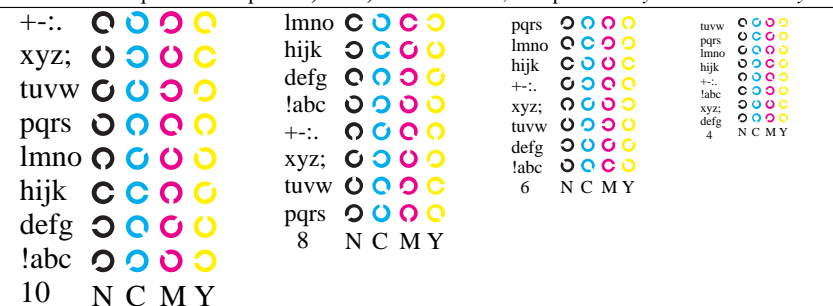 +-:.
xyz;
tuvw
pqrs
lmno
hijk
defg
!abc
10 N C M Y
lmno
hijk
defg
!abc
+-:.
xyz;
tuvw
pqrs
8 N C M Y
pqrs
lmno
hijk
+-:.
xyz;
tuvw
defg
!abc
6 N C M Y
tuvw
pqrs
lmno
hijk
+-:.
!abc
xyz;
defg
4 N C M Y